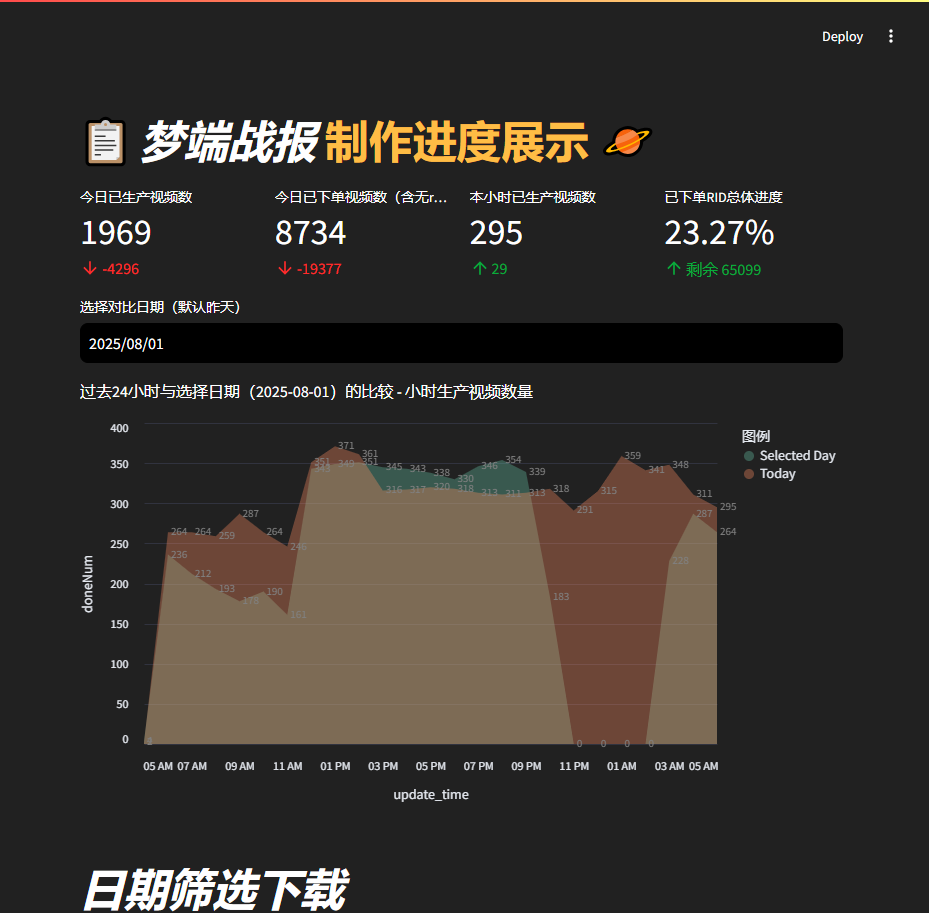 Deploy
梦端战报制作进度展示
今日已生产视频数
1969
-4296
今日已下单视频数（含无r...
8734
-19377
本小时已生产视频数
295
29
已下单RID总体进度
23.27%
剩余 65099
选择对比日期（默认昨天）
2025/08/01
过去24小时与选择日期（2025-08-01）的比较 - 小时生产视频数量
图例
Selected Day
Today
400
350
300
250
200
150
100
50
0
doneNum
264 264 259 287 264 246 351 371 361 316 317 320 318 313 311 313 318 291 315 359 341 348 311 295
236 212 193 178 190 161 343 349 351 345 343 338 330 346 354 339 183 0 0 0 0 228 287 264
05 AM 07 AM 09 AM 11 AM 01 PM 03 PM 05 PM 07 PM 09 PM 11 PM 01 AM 03 AM 05 AM
update_time
日期筛选下载